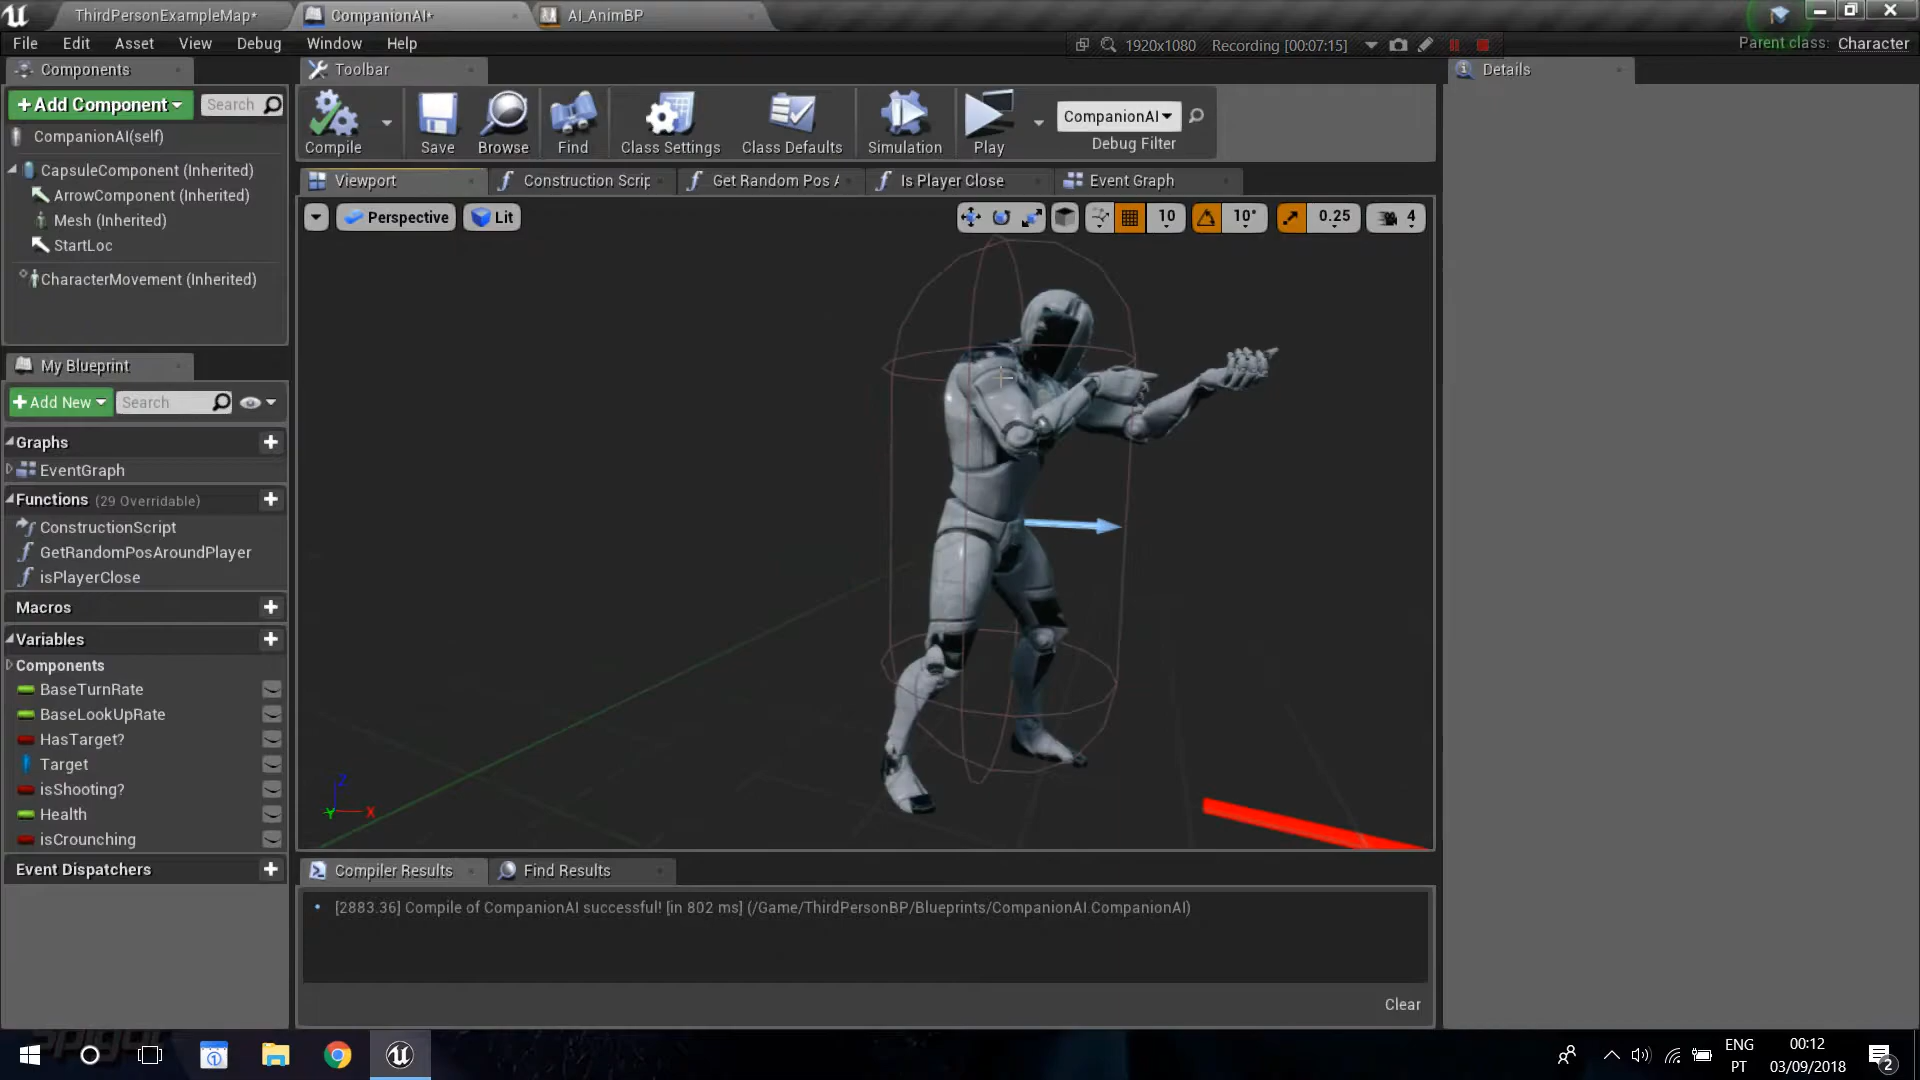 ThirdPersonExampleMap*
CompanionAI*
AI_AnimBP
File Edit Asset View Debug Window Help
1920x1080 Recording [00:07:15]
Parent class: Character
Components
Toolbar
Details
+Add Component
Search
CompanionAI(self)
CapsuleComponent (Inherited)
ArrowComponent (Inherited)
Mesh (Inherited)
StartLoc
CharacterMovement (Inherited)
Compile
Save
Browse
Find
Class Settings
Class Defaults
Simulation
Play
CompanionAI
Debug Filter
Viewport
Construction Scrip
Get Random Pos A
Is Player Close
Event Graph
Perspective
Lit
10
10°
0.25
4
My Blueprint
+Add New
Search
Graphs
EventGraph
Functions (29 Overridable)
ConstructionScript
GetRandomPosAroundPlayer
isPlayerClose
Macros
Variables
Components
BaseTurnRate
BaseLookUpRate
HasTarget?
Target
isShooting?
Health
isCrounching
Event Dispatchers
Z
Y
X
Compiler Results
Find Results
[2883.36] Compile of CompanionAI successful! [in 802 ms] (/Game/ThirdPersonBP/Blueprints/CompanionAI.CompanionAI)
Clear
ENG
PT
00:12
03/09/2018
2